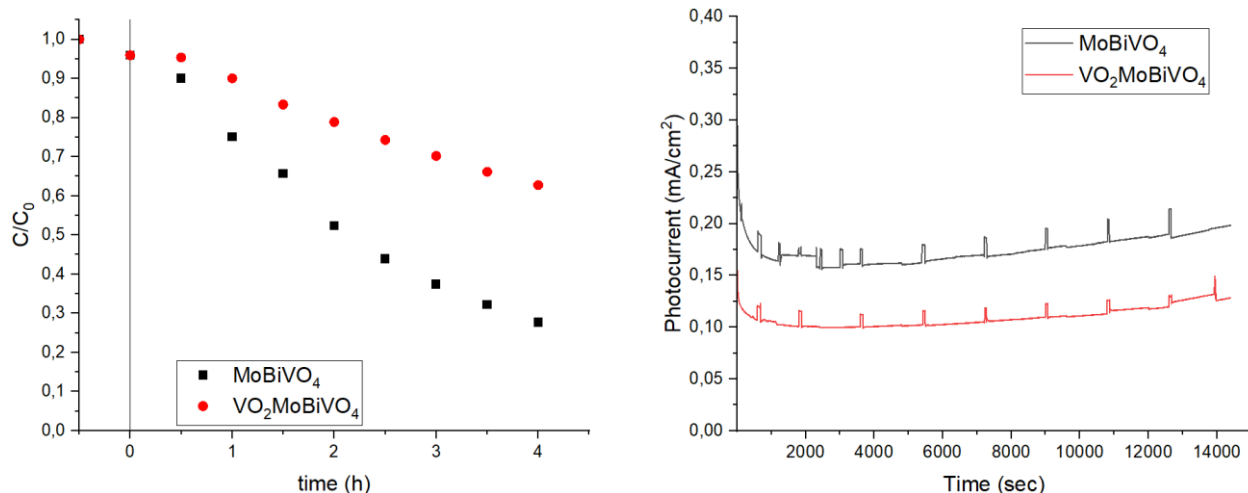 1,0
0,9
0,8
0,7
0,6
0,5
0,4
0,3
0,2
0,1
0,0
C/C₀
MoBiVO₄
VO₂MoBiVO₄
0 1 2 3 4
time (h)
0,40
0,35
0,30
0,25
0,20
0,15
0,10
0,05
0,00
Photocurrent (mA/cm²)
MoBiVO₄
VO₂MoBiVO₄
2000 4000 6000 8000 10000 12000 14000
Time (sec)